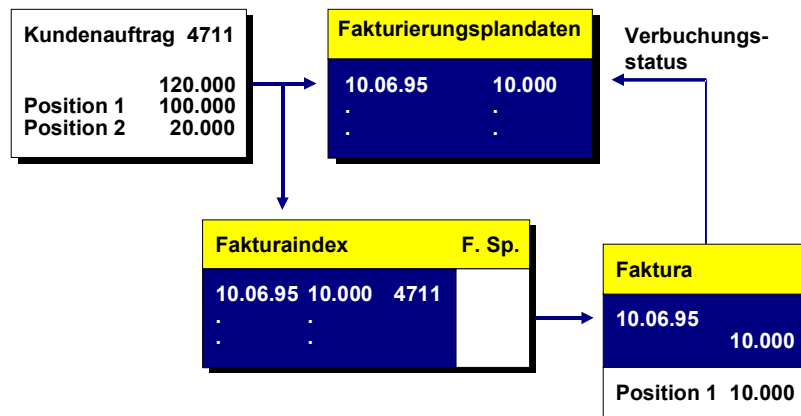 Kundenauftrag 4711
120.000
Position 1 100.000
Position 2 20.000
Fakturierungsplandaten
10.06.95 10.000
. .
. .
Verbuchungs-
status
Fakturaindex F. Sp.
10.06.95 10.000 4711
. .
. .
Faktura
10.06.95
10.000
Position 1 10.000